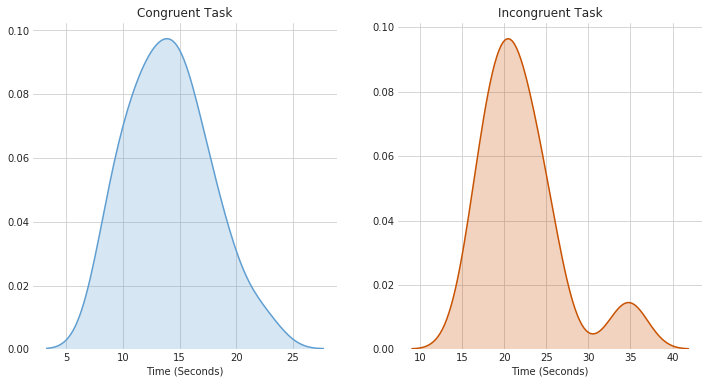 Congruent Task
0.10
0.08
0.06
0.04
0.02
0.00
5 10 15 20 25
Time (Seconds)
Incongruent Task
0.10
0.08
0.06
0.04
0.02
0.00
10 15 20 25 30 35 40
Time (Seconds)